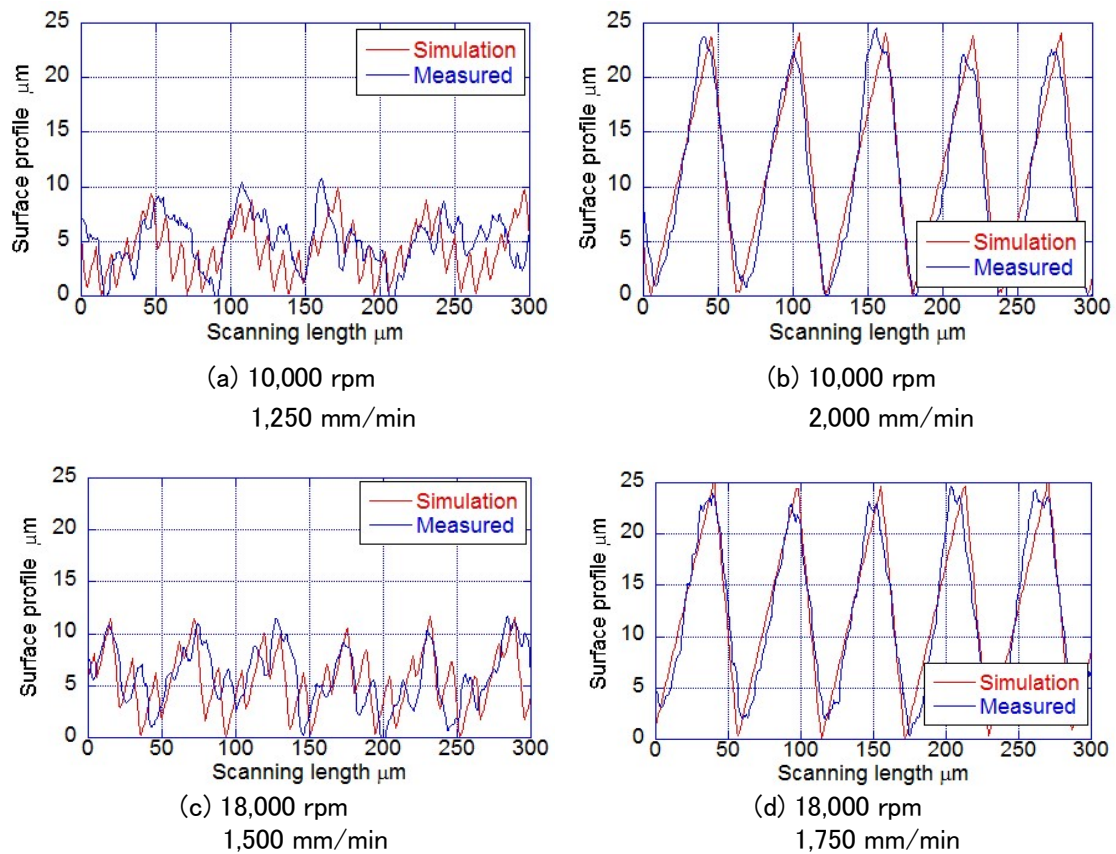 25
20
15
10
5
0
Surface profile μm
Simulation
Measured
0 50 100 150 200 250 300
Scanning length μm
(a) 10,000 rpm
1,250 mm/min
25
20
15
10
5
0
Surface profile μm
Simulation
Measured
0 50 100 150 200 250 300
Scanning length μm
(b) 10,000 rpm
2,000 mm/min
25
20
15
10
5
0
Surface profile μm
Simulation
Measured
0 50 100 150 200 250 300
Scanning length μm
(c) 18,000 rpm
1,500 mm/min
25
20
15
10
5
0
Surface profile μm
Simulation
Measured
0 50 100 150 200 250 300
Scanning length μm
(d) 18,000 rpm
1,750 mm/min